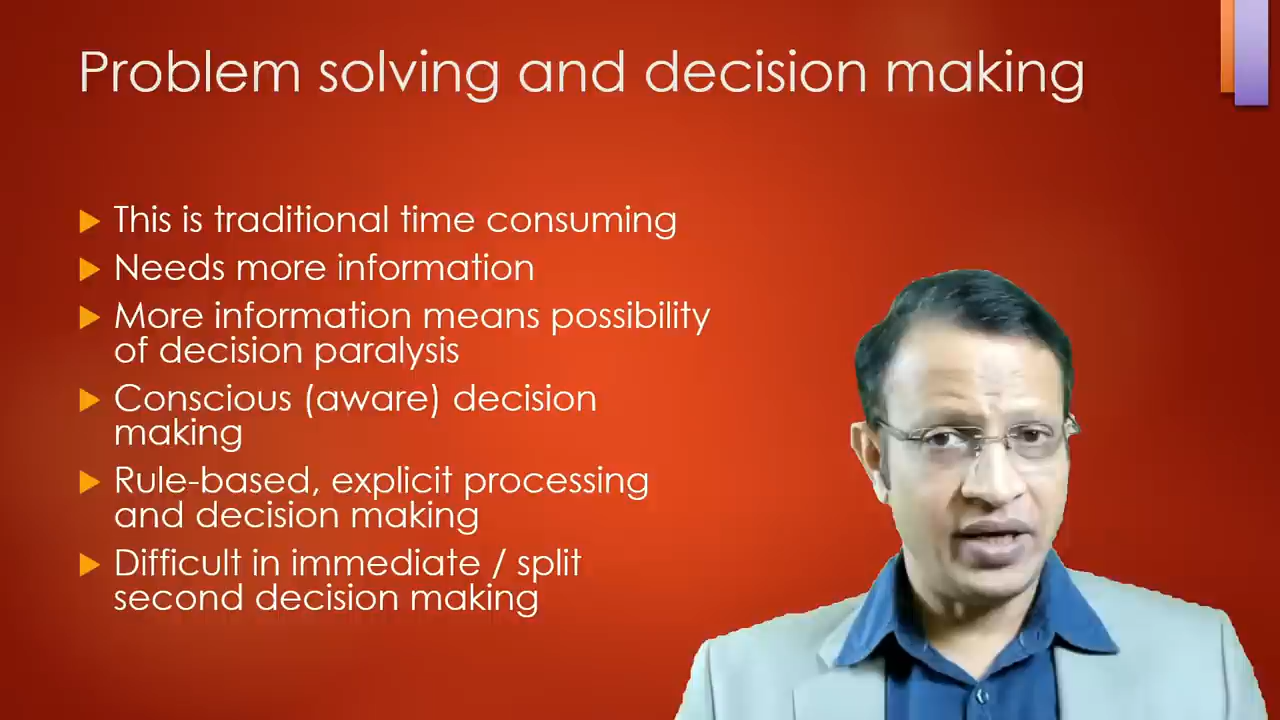 Problem solving and decision making
This is traditional time consuming
Needs more information
More information means possibility
of decision paralysis
Conscious (aware) decision
making
Rule-based, explicit processing
and decision making
Difficult in immediate / split
second decision making